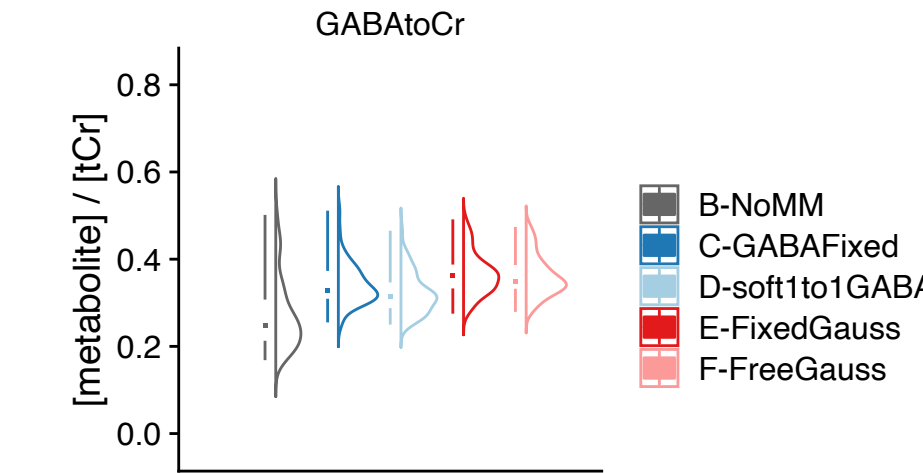 GABAtoCr
[metabolite] / [tCr]
0.8
0.6
0.4
0.2
0.0
B-NoMM
C-GABAFixed
D-soft1to1GABA
E-FixedGauss
F-FreeGauss